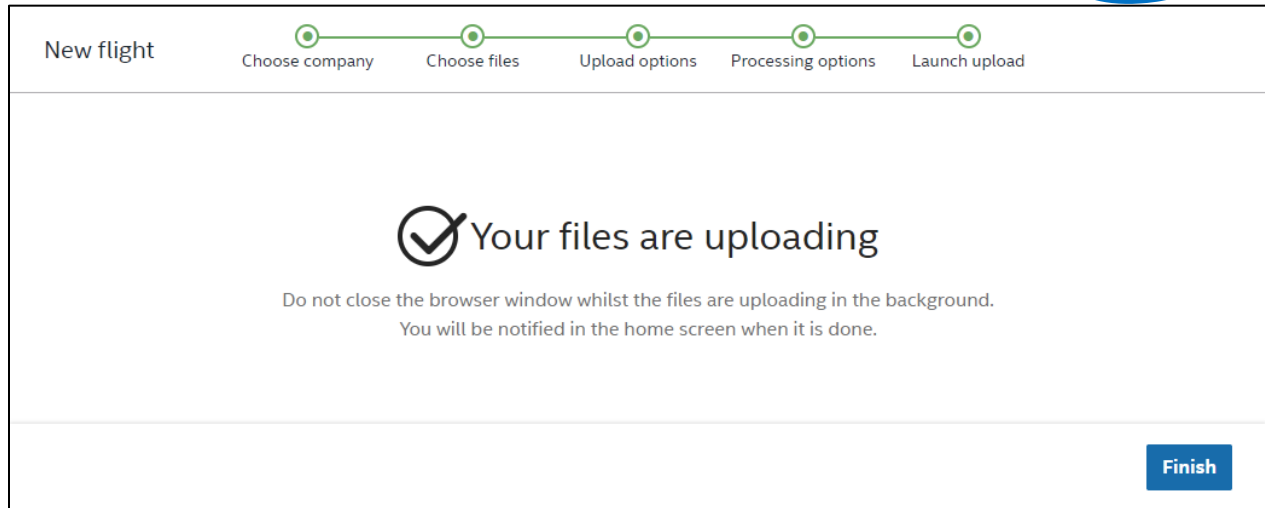 New flight
Choose company
Choose files
Upload options
Processing options
Launch upload
Your files are uploading
Do not close the browser window whilst the files are uploading in the background.
You will be notified in the home screen when it is done.
Finish